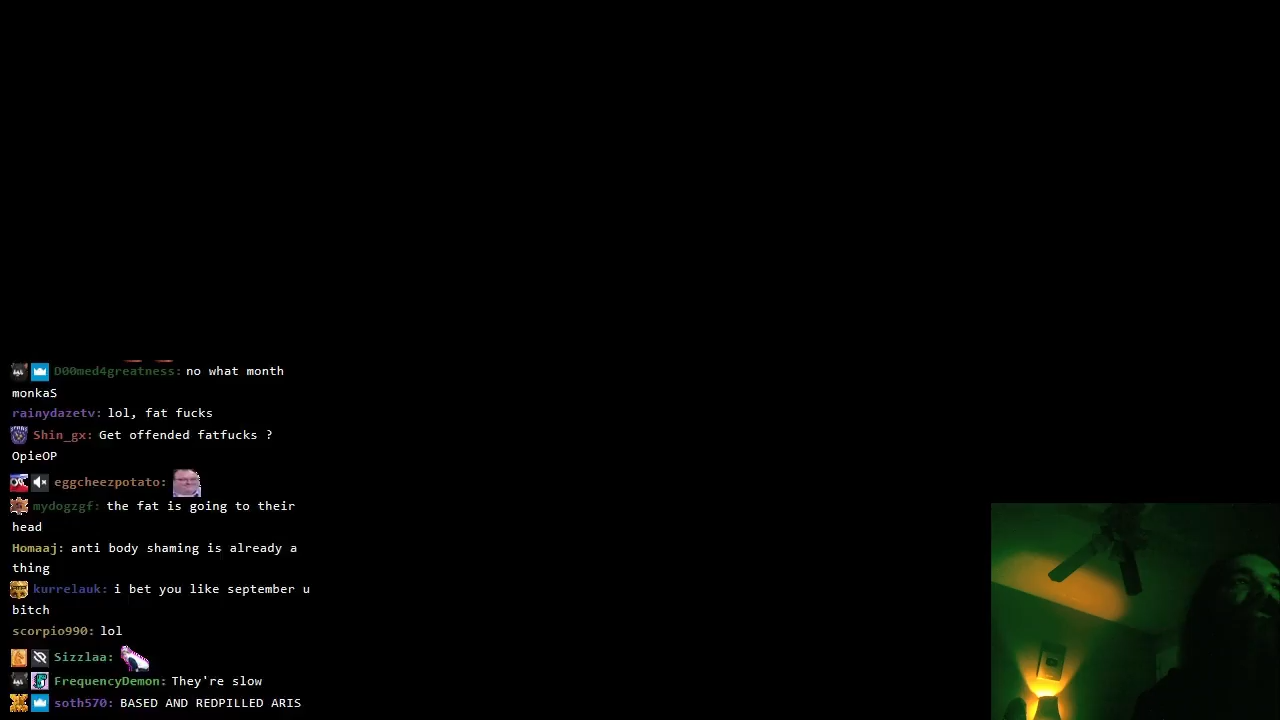 D00med4greatness: no what month
monkaS
rainydazetv: lol, fat fucks
Shin_gx: Get offended fatfucks ?
OpieOP
eggcheezpotato:
mydogzgf: the fat is going to their
head
Homaaj: anti body shaming is already a
thing
kurrelauk: i bet you like september u
bitch
scorpio990: lol
Sizzlaa:
FrequencyDemon: They're slow
soth570: BASED AND REDPILLED ARIS